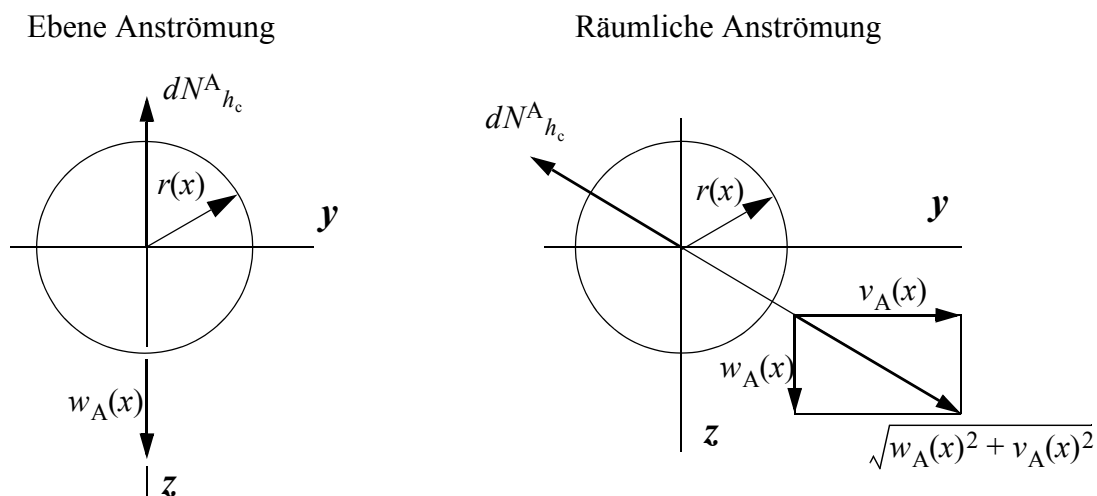 Ebene Anströmung
dN^A_{h_c}
r(x)
y
w_A(x)
z
Räumliche Anströmung
dN^A_{h_c}
r(x)
y
v_A(x)
w_A(x)
z
√(w_A(x)^2 + v_A(x)^2)